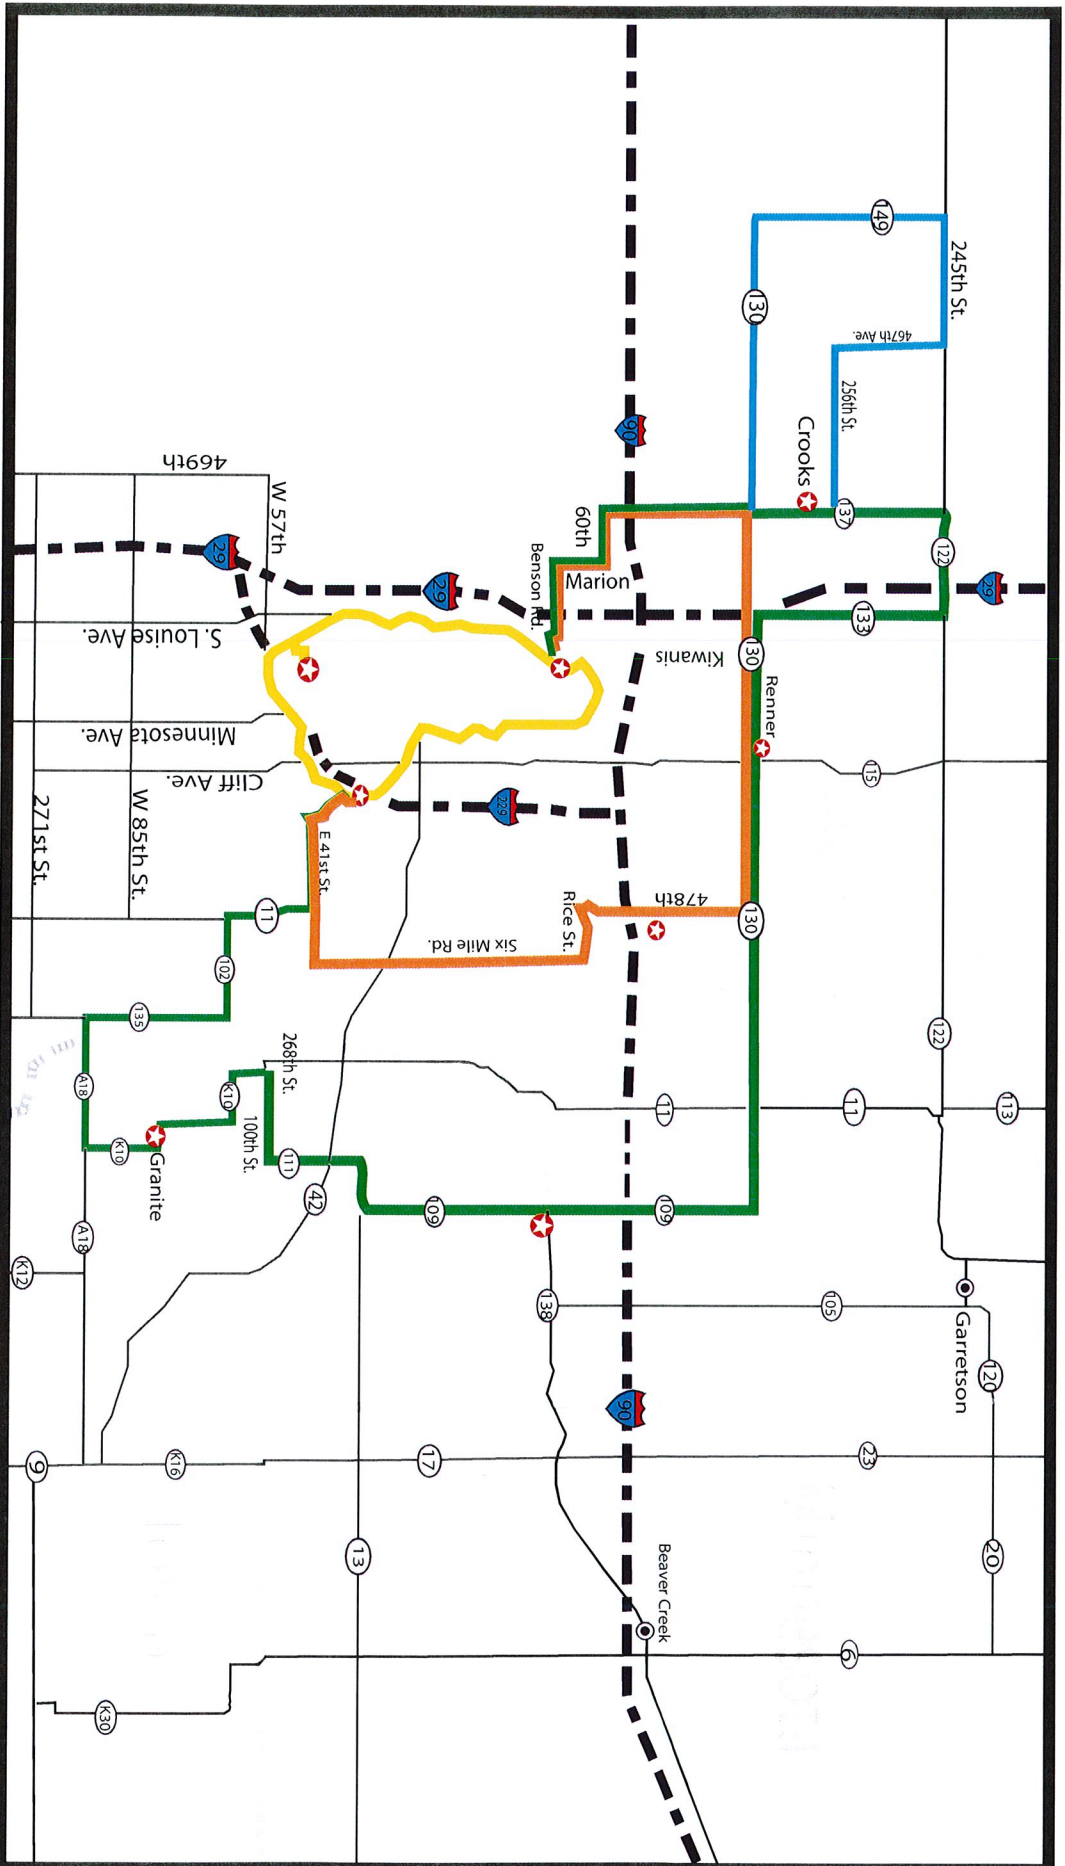 113
29
120
20
245th St.
Garretson
122
122
149
467th Ave.
133
115
11
23
6
256th St.
137
105
Crooks
Renner
130
130
130
Kiwanis
478th
11
109
Beaver Creek
90
90
Marion
60th
Rice St.
138
Benson Rd.
229
Six Mile Rd.
29
109
17
13
E 41st St.
42
111
268th St.
W 57th
11
100th St.
29
102
K10
469th
S. Louise Ave.
Minnesota Ave.
Cliff Ave.
K16
Granite
135
W 85th St.
K10
K30
A18
A18
271st St.
9
K12